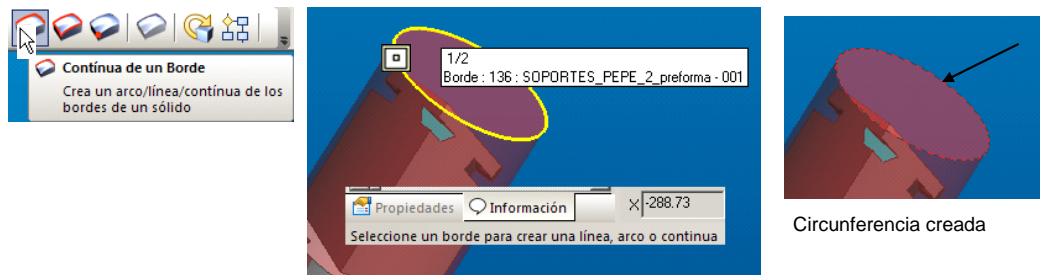 Contínua de un Borde
Crea un arco/línea/contínua de los
bordes de un sólido
1/2
Borde : 136 : SOPORTES_PEPE_2_preforma - 001
Propiedades
Información
X -288.73
Seleccione un borde para crear una línea, arco o continua
Circunferencia creada